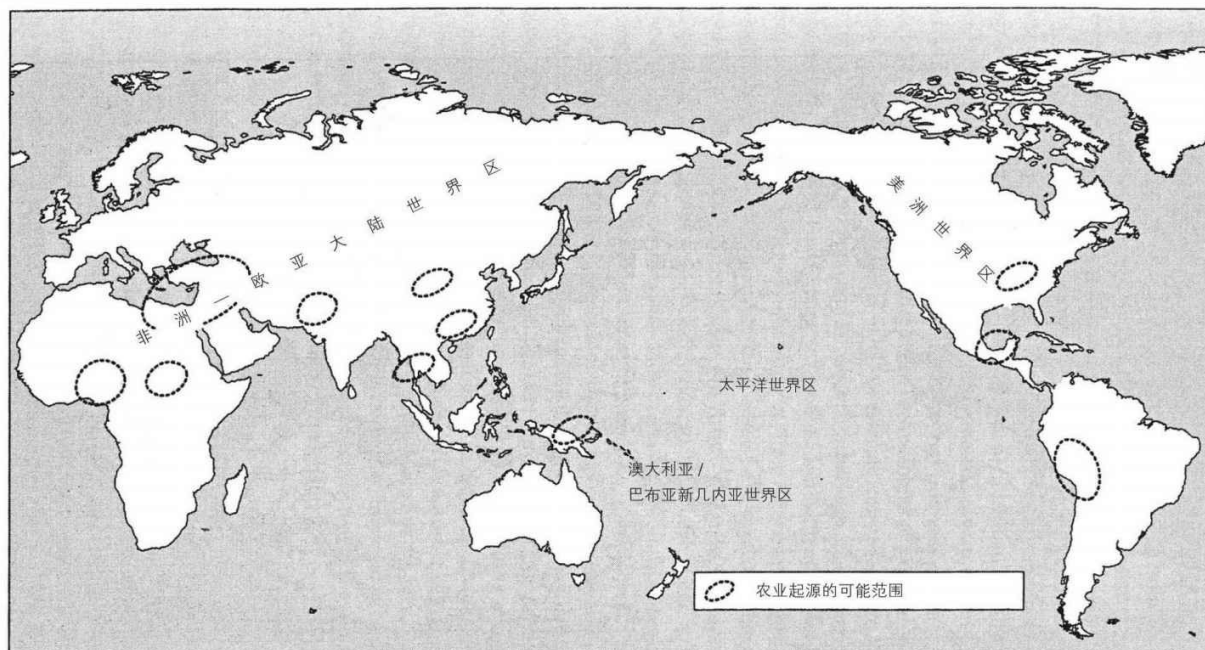 非洲—欧亚大陆世界区
美洲世界区
太平洋世界区
澳大利亚/
巴布亚新几内亚世界区
农业起源的可能范围